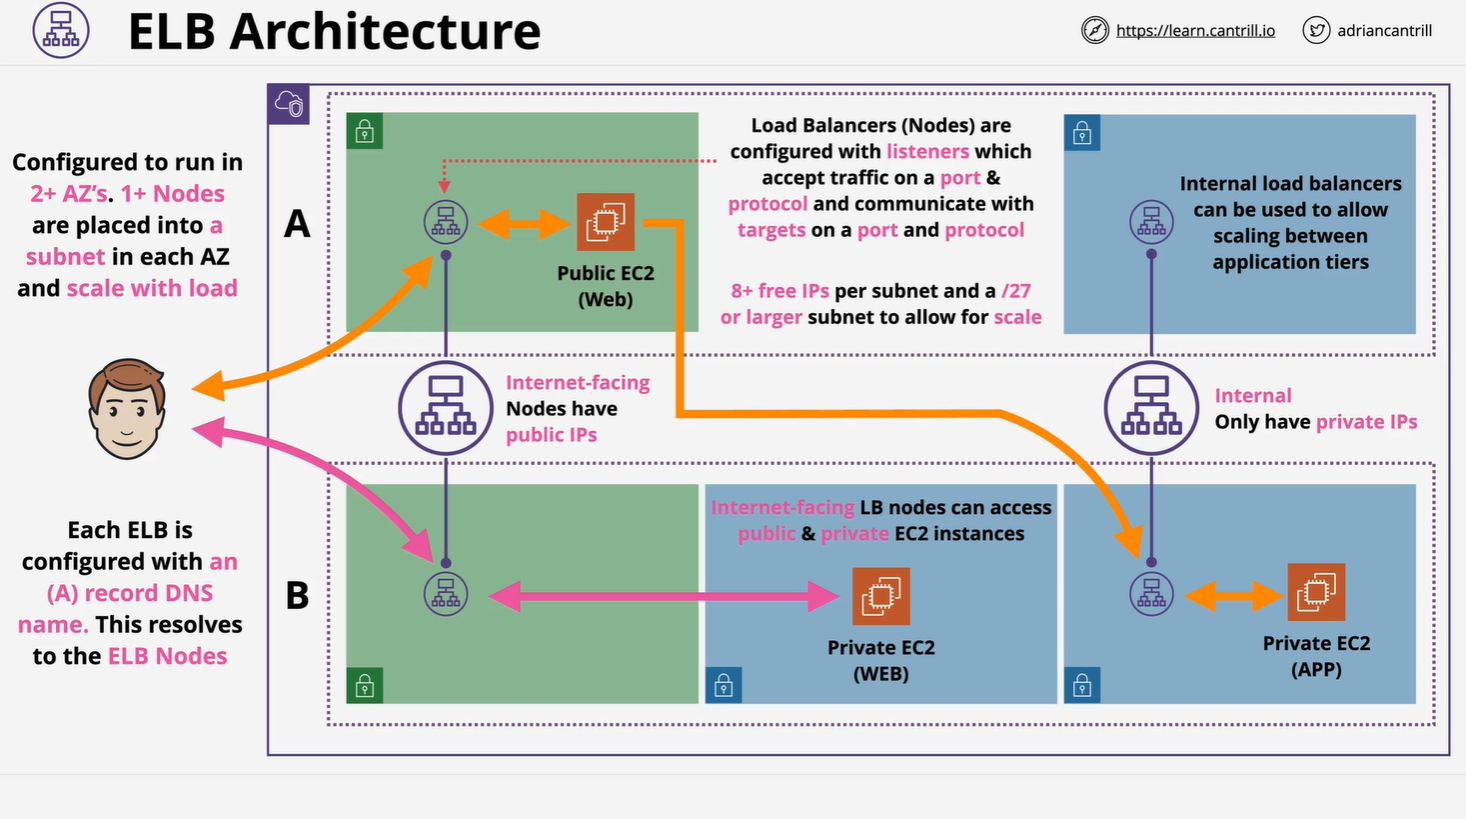 ELB Architecture
https://learn.cantrill.io
adriancantrill
Configured to run in
2+ AZ's. 1+ Nodes
are placed into a
subnet in each AZ
and scale with load
Each ELB is
configured with an
(A) record DNS
name. This resolves
to the ELB Nodes
A
Public EC2
(Web)
Load Balancers (Nodes) are
configured with listeners which
accept traffic on a port &
protocol and communicate with
targets on a port and protocol
8+ free IPs per subnet and a /27
or larger subnet to allow for scale
Internal load balancers
can be used to allow
scaling between
application tiers
Internet-facing
Nodes have
public IPs
Internal
Only have private IPs
B
Internet-facing LB nodes can access
public & private EC2 instances
Private EC2
(WEB)
Private EC2
(APP)